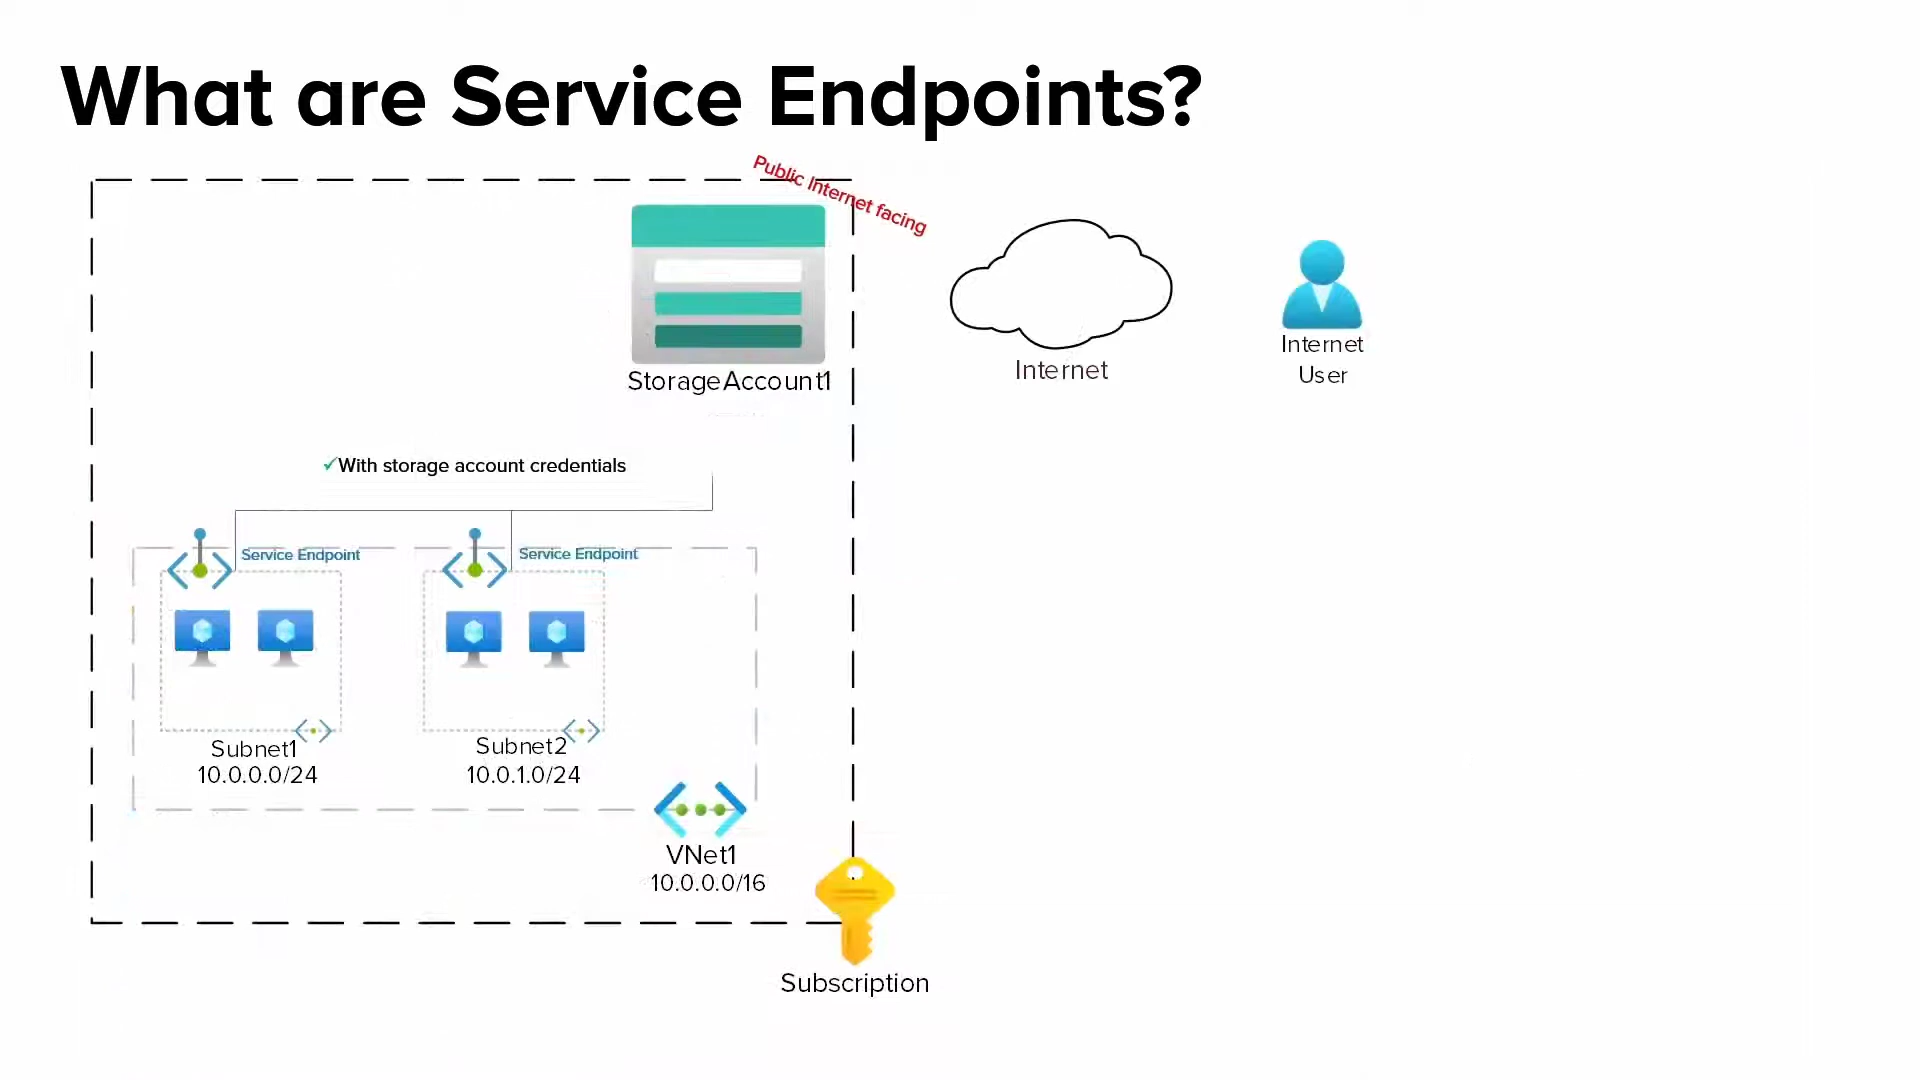 What are Service Endpoints?
Public Internet facing
StorageAccount1
Internet
Internet
User
✓With storage account credentials
Service Endpoint
Service Endpoint
Subnet1
10.0.0.0/24
Subnet2
10.0.1.0/24
VNet1
10.0.0.0/16
Subscription